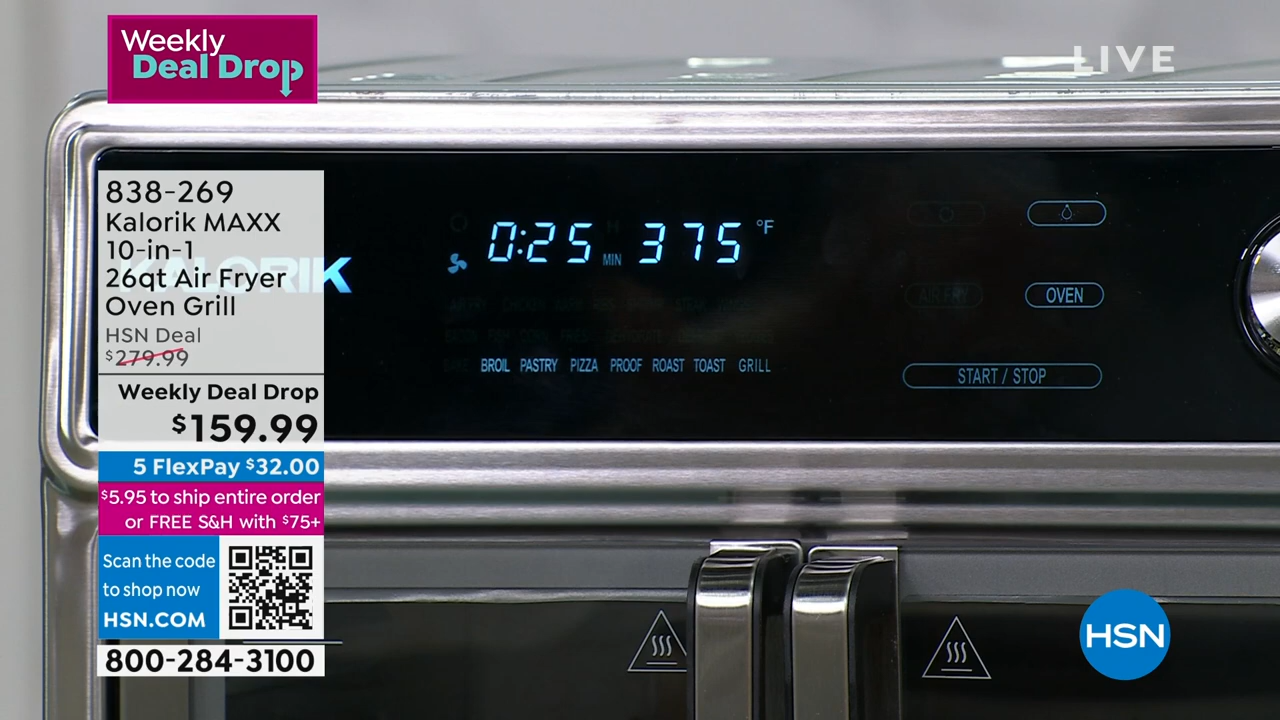 Weekly
Deal Drop
LIVE
838-269
Kalorik MAXX
10-in-1
26qt Air Fryer
Oven Grill
HSN Deal
$279.99
Weekly Deal Drop
$159.99
5 FlexPay $32.00
$5.95 to ship entire order
or FREE S&H with $75+
Scan the code
to shop now
HSN.COM
800-284-3100
KALORIK
0:25 MIN 375 °F
BROIL PASTRY PIZZA PROOF ROAST TOAST GRILL
AIR FRY
OVEN
START / STOP
HSN